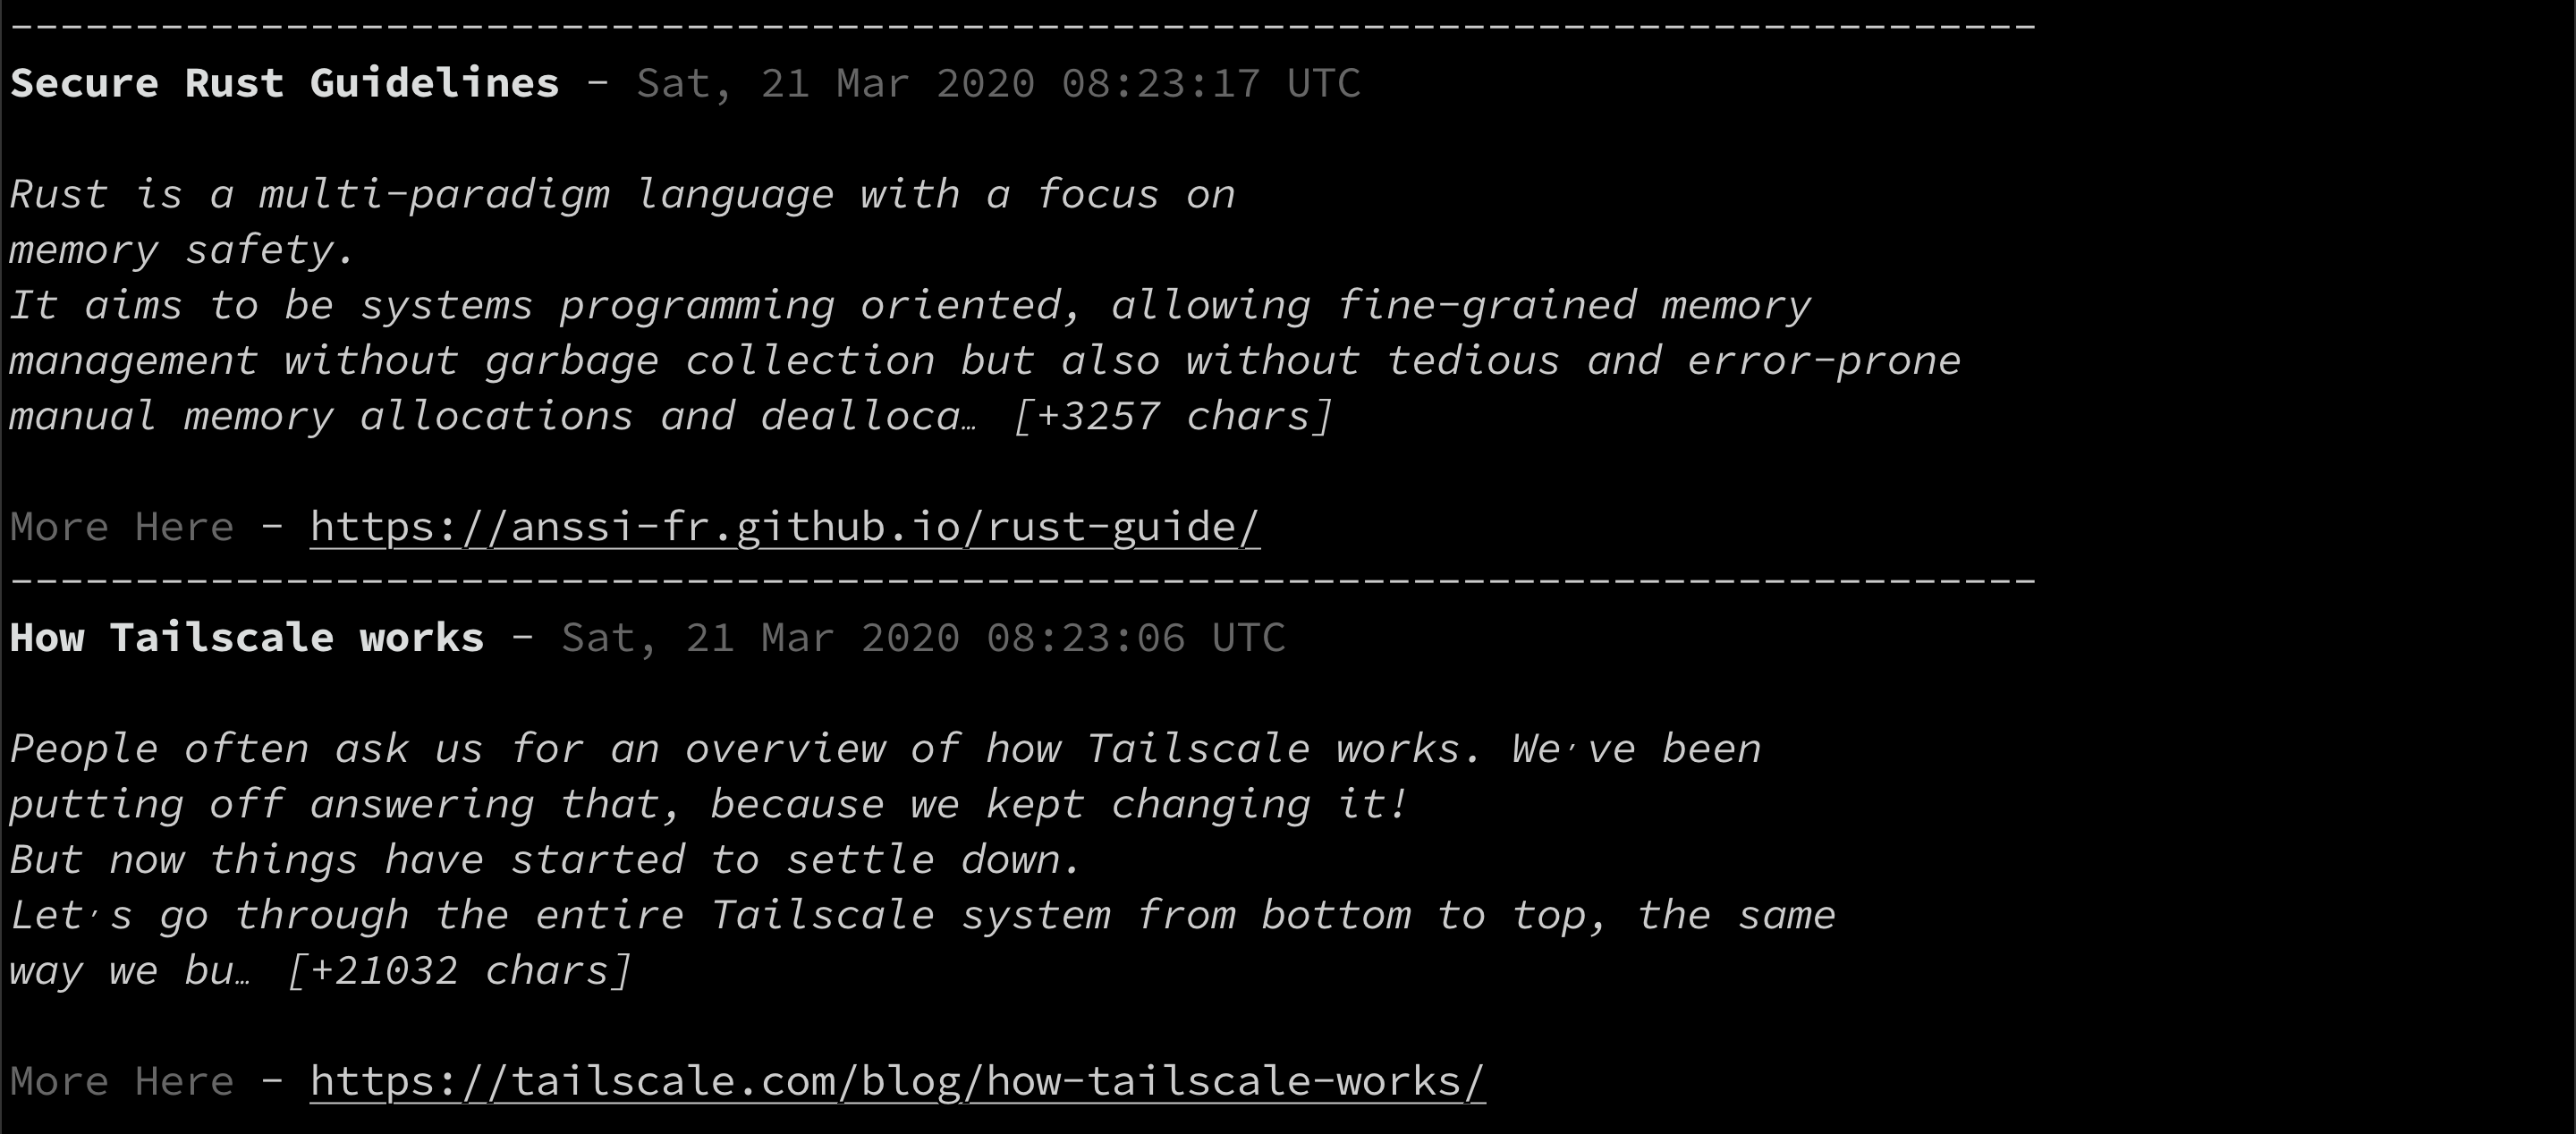 ---------------------------------------------------------------------------------
Secure Rust Guidelines - Sat, 21 Mar 2020 08:23:17 UTC
Rust is a multi-paradigm language with a focus on
memory safety.
It aims to be systems programming oriented, allowing fine-grained memory
management without garbage collection but also without tedious and error-prone
manual memory allocations and dealloca… [+3257 chars]
More Here - https://anssi-fr.github.io/rust-guide/
---------------------------------------------------------------------------------
How Tailscale works - Sat, 21 Mar 2020 08:23:06 UTC
People often ask us for an overview of how Tailscale works. We’ve been
putting off answering that, because we kept changing it!
But now things have started to settle down.
Let’s go through the entire Tailscale system from bottom to top, the same
way we bu… [+21032 chars]
More Here - https://tailscale.com/blog/how-tailscale-works/